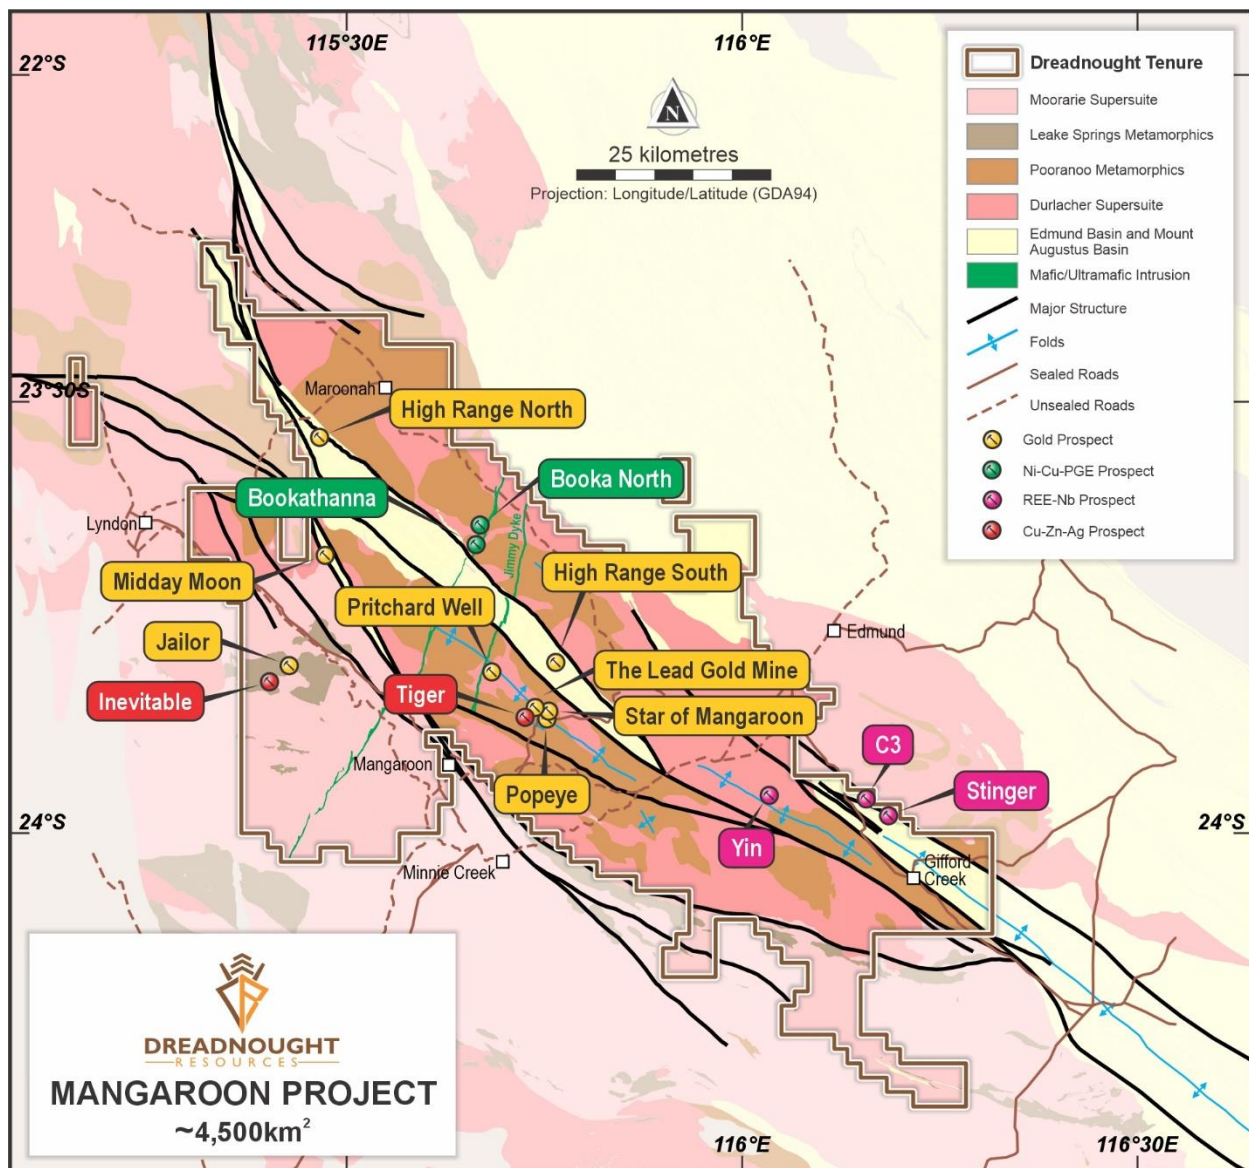 115°30E
116°E
22°S
N
25 kilometres
Projection: Longitude/Latitude (GDA94)
Dreadnought Tenure
Moorarie Supersuite
Leake Springs Metamorphics
Pooranoo Metamorphics
Durlacher Supersuite
Edmund Basin and Mount
Augustus Basin
Mafic/Ultramafic Intrusion
Major Structure
Folds
Sealed Roads
Unsealed Roads
Gold Prospect
Ni-Cu-PGE Prospect
REE-Nb Prospect
Cu-Zn-Ag Prospect
23°30S
Maroonah
High Range North
Bookathanna
Booka North
Lyndon
Jimmy Dyke
Midday Moon
High Range South
Pritchard Well
Edmund
Jailor
The Lead Gold Mine
Inevitable
Tiger
Star of Mangaroon
C3
Mangaroon
Popeye
Stinger
Yin
24°S
24°S
Minnie Creek
Gifford
Creek
DREADNOUGHT
RESOURCES
MANGAROON PROJECT
~4,500km²
116°E
116°30E